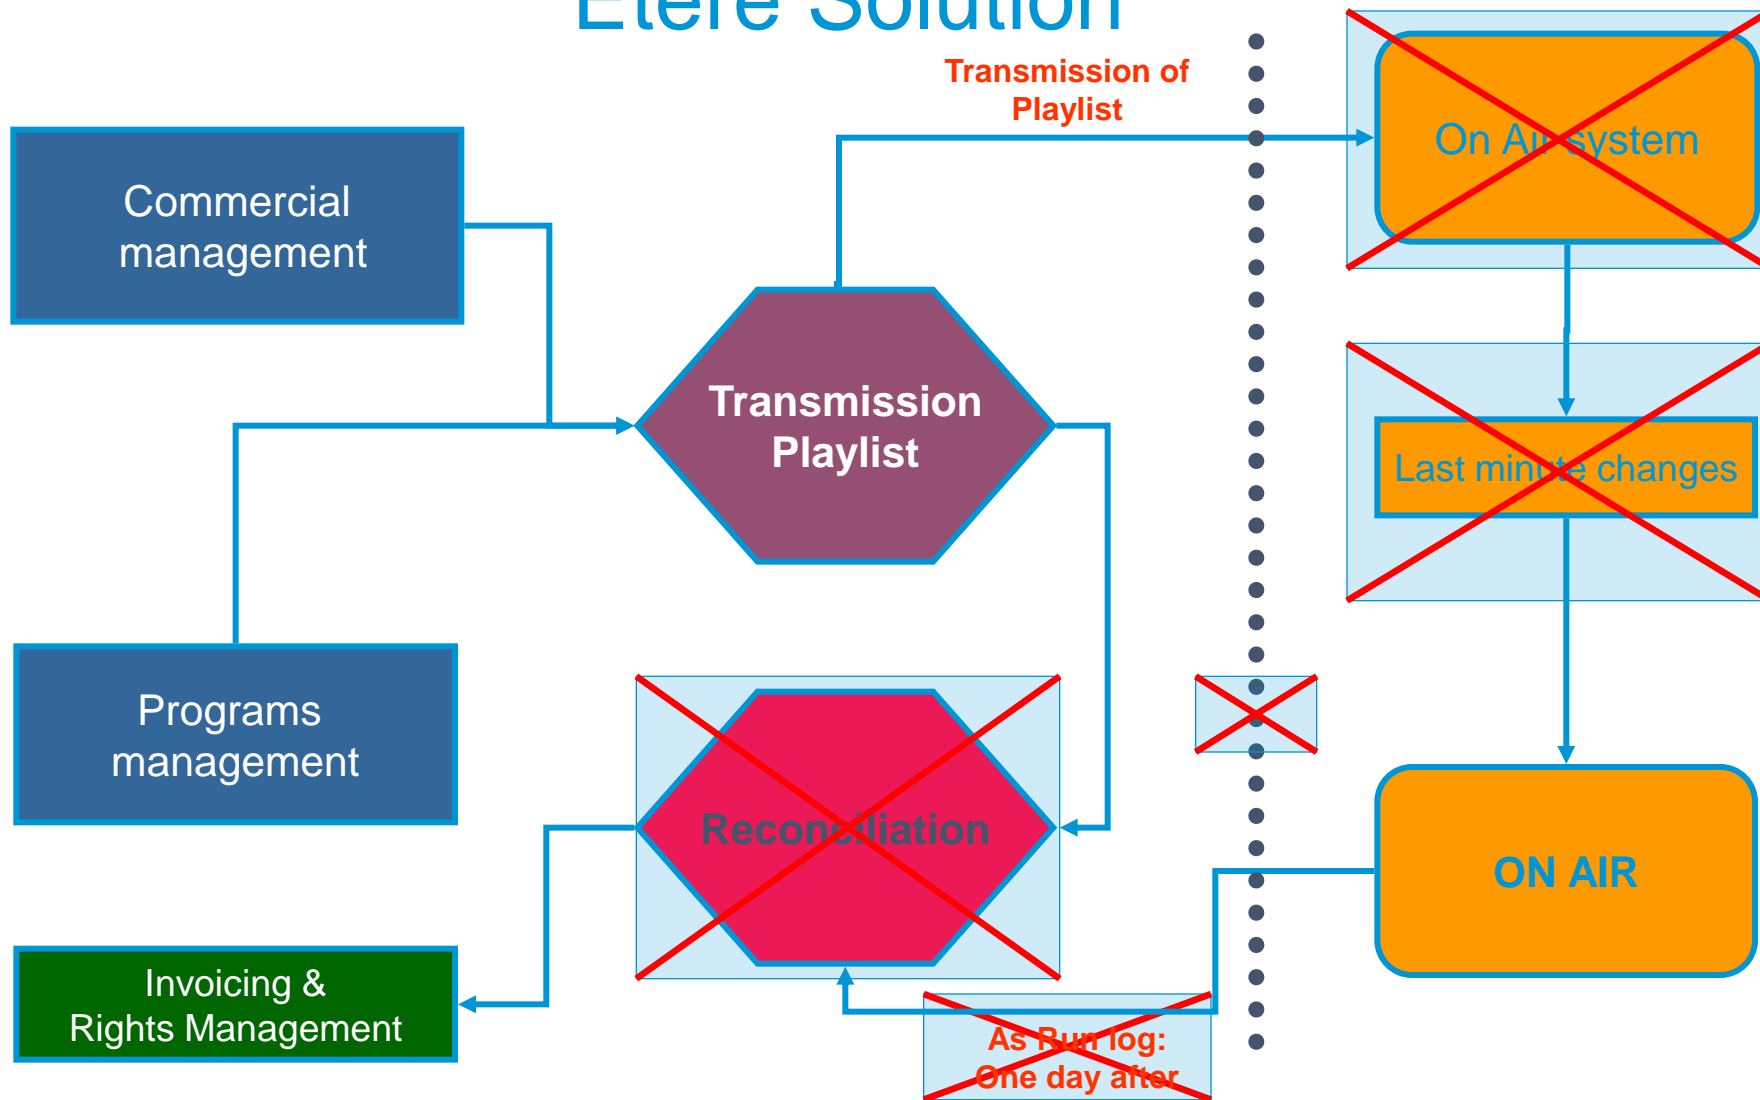 Etere Solution
Transmission of
Playlist
On Air system
Commercial
management
Transmission
Playlist
Last minute changes
Programs
management
Reconciliation
ON AIR
Invoicing &
Rights Management
As Run log:
One day after